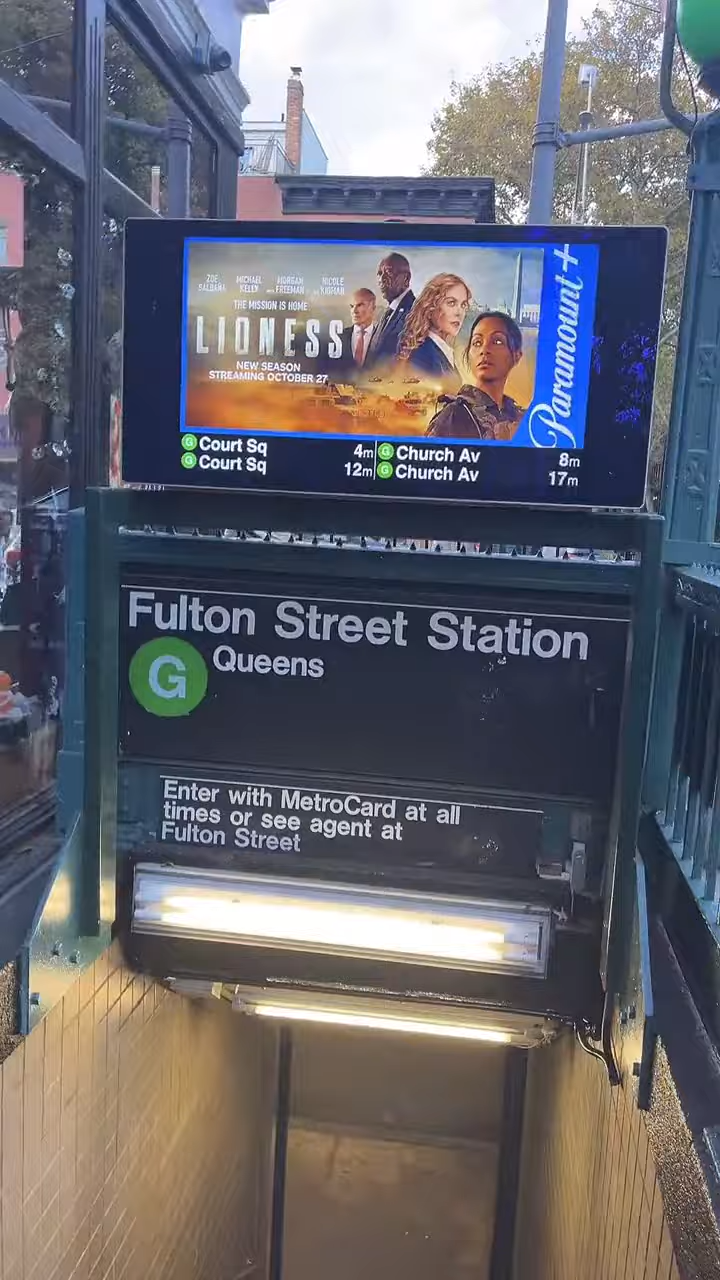 ZOE SALDAÑA MICHAEL KELLY MORGAN FREEMAN NICOLE KIDMAN
THE MISSION IS HOME
LIONESS
NEW SEASON
STREAMING OCTOBER 27
Paramount+
G Court Sq 4m
G Court Sq 12m
G Church Av 8m
G Church Av 17m
Fulton Street Station
G Queens
Enter with MetroCard at all
times or see agent at
Fulton Street